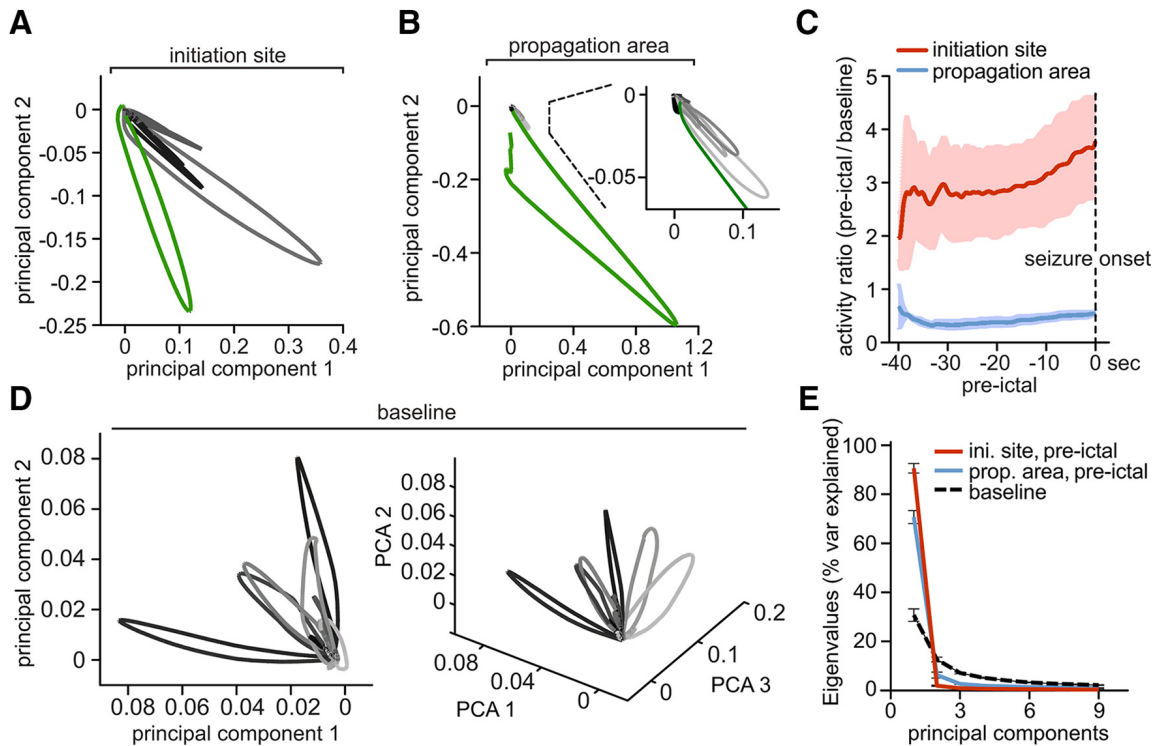 A
initiation site
principal component 2
0
-0.05
-0.1
-0.15
-0.2
-0.25
0
0.1
0.2
0.3
0.4
principal component 1
B
propagation area
principal component 2
0
-0.2
-0.4
-0.6
0
0.4
0.8
1.2
principal component 1
0
-0.05
0
0.1
C
initiation site
propagation area
activity ratio (pre-ictal / baseline)
5
4
3
2
1
0
seizure onset
-40
-30
-20
-10
0 sec
pre-ictal
D
baseline
principal component 2
0.08
0.06
0.04
0.02
0
0.08
0.06
0.04
0.02
0
principal component 1
PCA 2
0.08
0.06
0.04
0.02
0
0.08
0.04
0
PCA 1
0.2
0.1
0
PCA 3
E
Eigenvalues (% var explained)
100
80
60
40
20
0
ini. site, pre-ictal
prop. area, pre-ictal
baseline
0
3
6
9
principal components